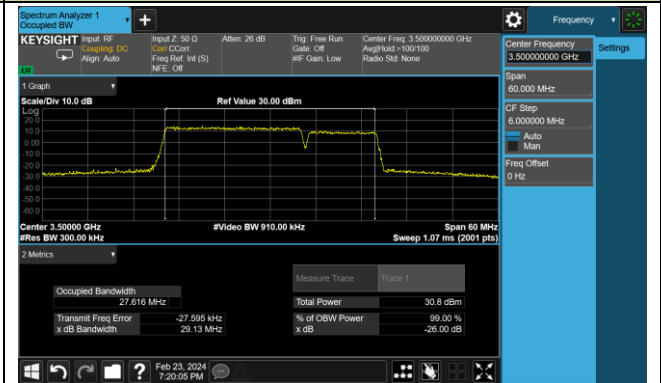 Spectrum Analyzer 1
Occupied BW
+
Frequency
KEYSIGHT
Input: RF
Coupling: DC
Align: Auto
Input Z: 50 Ω
Corr CCorr
Freq Ref: Int (S)
NFE: Off
Atten: 26 dB
Trig: Free Run
Gate: Off
#IF Gain: Low
Center Freq: 3.500000000 GHz
Avg|Hold:>100/100
Radio Std: None
Center Frequency
3.500000000 GHz
Settings
Span
60.000 MHz
CF Step
6.000000 MHz
Auto
Man
Freq Offset
0 Hz
1 Graph
Scale/Div 10.0 dB
Ref Value 30.00 dBm
Log
20.0
10.0
0.00
-10.0
-20.0
-30.0
-40.0
-50.0
-60.0
Center 3.50000 GHz
#Video BW 910.00 kHz
Span 60 MHz
#Res BW 300.00 kHz
Sweep 1.07 ms (2001 pts)
2 Metrics
Measure Trace
Trace 1
Occupied Bandwidth
27.616 MHz
Total Power
30.8 dBm
Transmit Freq Error
-27.595 kHz
% of OBW Power
99.00 %
x dB Bandwidth
29.13 MHz
x dB
-26.00 dB
?
Feb 23, 2024
7:20:05 PM